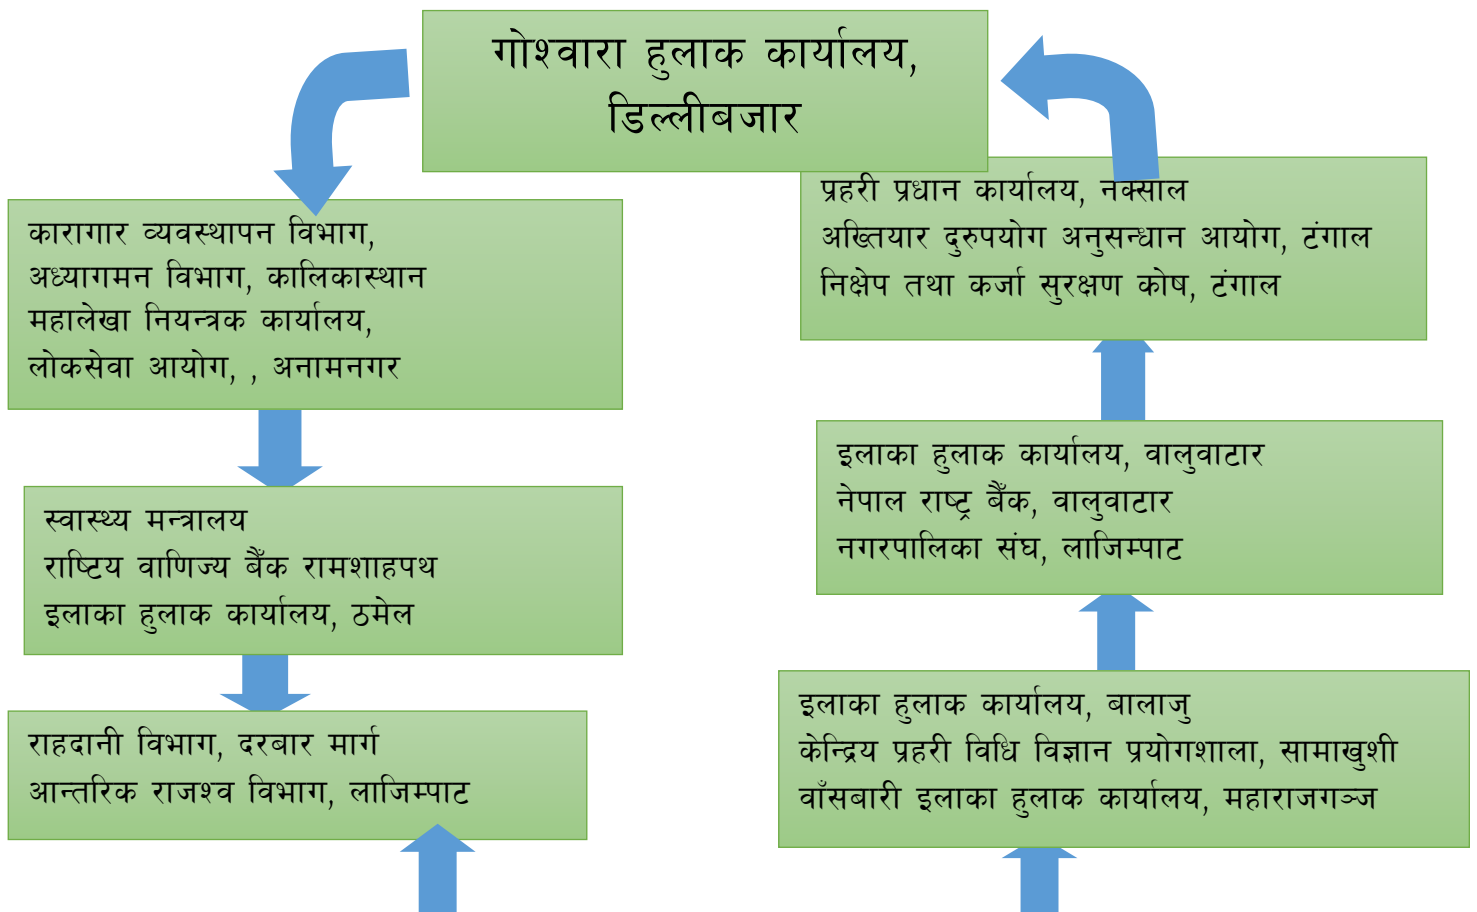 गोश्वारा हुलाक कार्यालय,
डिल्लीबजार
कारागार व्यवस्थापन विभाग,
अध्यागमन विभाग, कालिकास्थान
महालेखा नियन्त्रक कार्यालय,
लोकसेवा आयोग, , अनामनगर
स्वास्थ्य मन्त्रालय
राष्टिय वाणिज्य बैँक रामशाहपथ
इलाका हुलाक कार्यालय, ठमेल
राहदानी विभाग, दरबार मार्ग
आन्तरिक राजश्व विभाग, लाजिम्पाट
प्रहरी प्रधान कार्यालय, नक्साल
अख्तियार दुरुपयोग अनुसन्धान आयोग, टंगाल
निक्षेप तथा कर्जा सुरक्षण कोष, टंगाल
इलाका हुलाक कार्यालय, वालुवाटार
नेपाल राष्ट्र बैँक, वालुवाटार
नगरपालिका संघ, लाजिम्पाट
इलाका हुलाक कार्यालय, बालाजु
केन्द्रिय प्रहरी विधि विज्ञान प्रयोगशाला, सामाखुशी
वाँसबारी इलाका हुलाक कार्यालय, महाराजगञ्ज